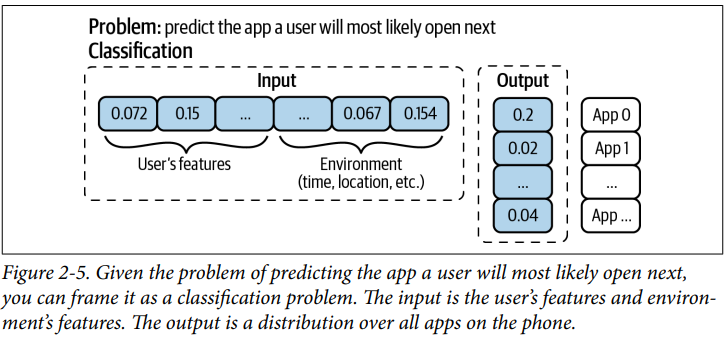 Problem: predict the app a user will most likely open next
Classification
Input
Output
0.072 0.15 ... ... 0.067 0.154
User's features
Environment
(time, location, etc.)
0.2 App 0
0.02 App 1
... ...
0.04 App ...
Figure 2-5. Given the problem of predicting the app a user will most likely open next,
you can frame it as a classification problem. The input is the user's features and environ-
ment's features. The output is a distribution over all apps on the phone.